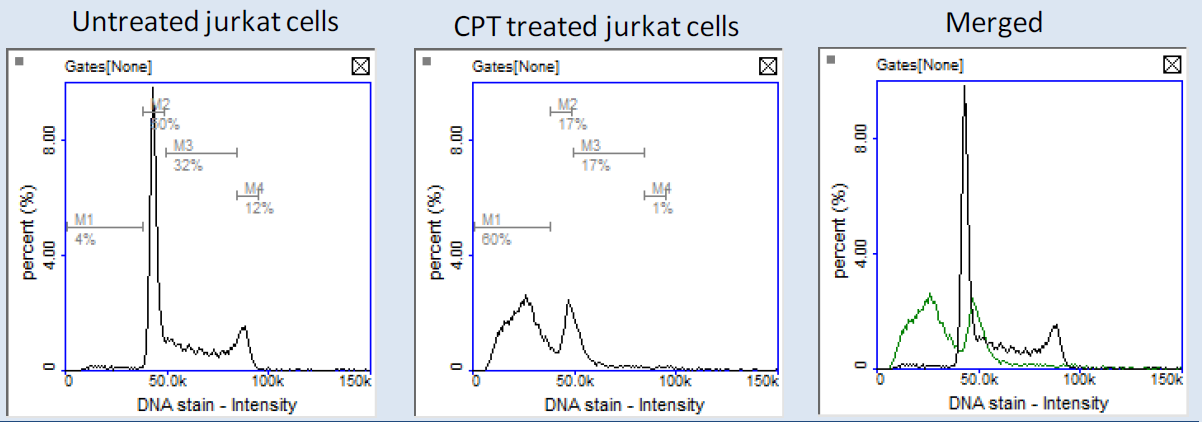 Untreated jurkat cells
CPT treated jurkat cells
Merged
Gates[None]
M2
50%
M3
32%
M4
12%
M1
4%
8.00
4.00
0
percent (%)
0
50.0k
100k
150k
DNA stain - Intensity
Gates[None]
M2
17%
M3
17%
M4
1%
M1
60%
8.00
4.00
0
percent (%)
0
50.0k
100k
150k
DNA stain - Intensity
Gates[None]
8.00
4.00
0
percent (%)
0
50.0k
100k
150k
DNA stain - Intensity